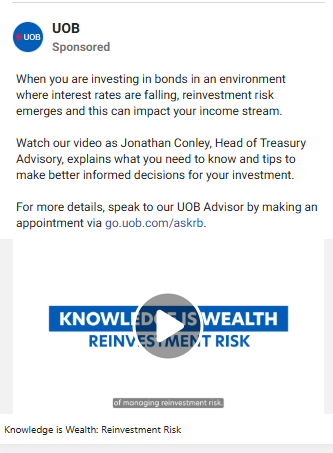 UOB
UOB
Sponsored
When you are investing in bonds in an environment
where interest rates are falling, reinvestment risk
emerges and this can impact your income stream.
Watch our video as Jonathan Conley, Head of Treasury
Advisory, explains what you need to know and tips to
make better informed decisions for your investment.
For more details, speak to our UOB Advisor by making an
appointment via go.uob.com/askrb.
KNOWLEDGE IS WEALTH
REINVESTMENT RISK
of managing reinvestment risk.
Knowledge is Wealth: Reinvestment Risk